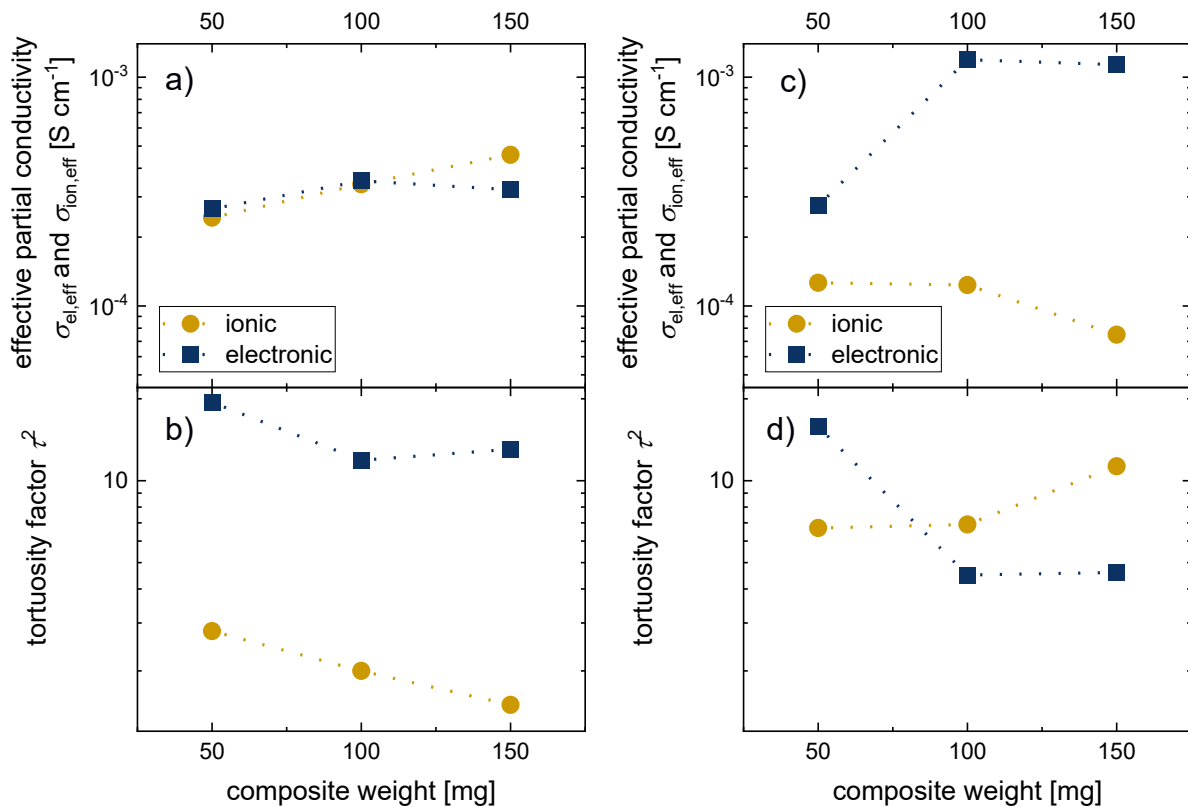 50 100 150
effective partial conductivity
σel,eff and σion,eff [S cm-1]
10-3
10-4
a)
ionic
electronic
tortuosity factor τ2
10
b)
50 100 150
composite weight [mg]
50 100 150
effective partial conductivity
σel,eff and σion,eff [S cm-1]
10-3
10-4
c)
ionic
electronic
tortuosity factor τ2
10
d)
50 100 150
composite weight [mg]